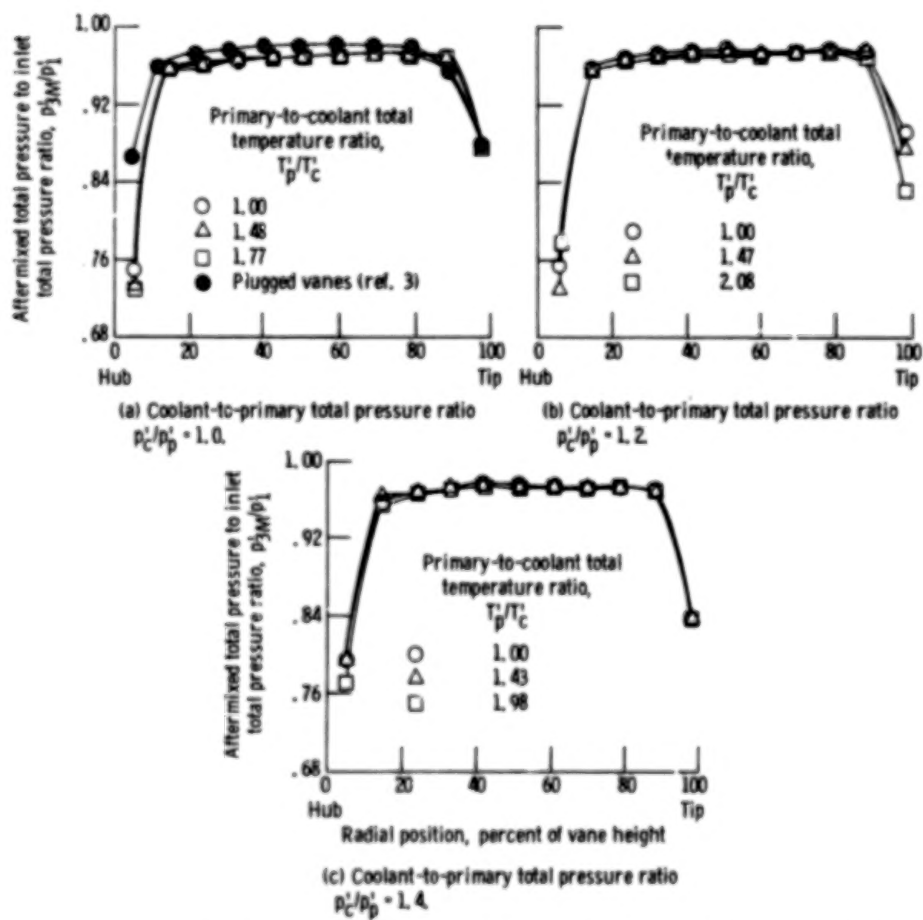 1.00
.92
.84
.76
.68
Aftermixed total pressure to inlet
total pressure ratio, p'3M/p'1
Primary-to-coolant total
temperature ratio,
T'p/T'c
1.00
1.48
1.77
Plugged vanes (ref. 3)
0 20 40 60 80 100
Hub Tip
(a) Coolant-to-primary total pressure ratio
p'c/p'p = 1.0.
Primary-to-coolant total
temperature ratio,
T'p/T'c
1.00
1.47
2.08
0 20 40 60 80 100
Hub Tip
(b) Coolant-to-primary total pressure ratio
p'c/p'p = 1.2.
1.00
.92
.84
.76
.68
Aftermixed total pressure to inlet
total pressure ratio, p'3M/p'1
Primary-to-coolant total
temperature ratio,
T'p/T'c
1.00
1.43
1.98
0 20 40 60 80 100
Hub Tip
Radial position, percent of vane height
(c) Coolant-to-primary total pressure ratio
p'c/p'p = 1.4.